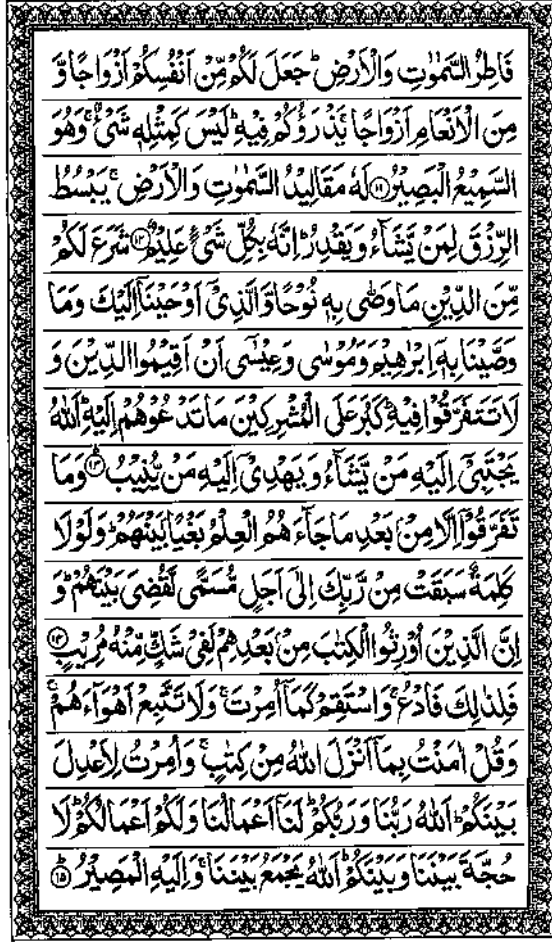 فَاطِرُ السَّمٰوٰتِ وَالْاَرْضِ ؕ جَعَلَ لَكُمْ مِّنْ اَنْفُسِكُمْ اَزْوَاجًا وَّ
مِنَ الْاَنْعَامِ اَزْوَاجًا ۚ يَذْرَؤُكُمْ فِيْهِ ؕ لَيْسَ كَمِثْلِهٖ شَیْءٌ ۚ وَهُوَ
السَّمِيْعُ الْبَصِيْرُ ۝۱۱ لَهٗ مَقَالِيْدُ السَّمٰوٰتِ وَالْاَرْضِ ۚ يَبْسُطُ
الرِّزْقَ لِمَنْ يَّشَآءُ وَيَقْدِرُ ؕ اِنَّهٗ بِكُلِّ شَیْءٍ عَلِيْمٌ ۝۱۲ شَرَعَ لَكُمْ
مِّنَ الدِّيْنِ مَا وَصّٰى بِهٖ نُوْحًا وَّالَّذِیْۤ اَوْحَيْنَاۤ اِلَيْكَ وَمَا
وَصَّيْنَا بِهٖۤ اِبْرٰهِيْمَ وَمُوْسٰى وَعِيْسٰۤى اَنْ اَقِيْمُوا الدِّيْنَ وَ
لَا تَتَفَرَّقُوْا فِيْهِ ؕ كَبُرَ عَلَى الْمُشْرِكِيْنَ مَا تَدْعُوْهُمْ اِلَيْهِ ؕ اَللّٰهُ
يَجْتَبِیْۤ اِلَيْهِ مَنْ يَّشَآءُ وَيَهْدِیْۤ اِلَيْهِ مَنْ يُّنِيْبُ ۝۱۳ وَمَا
تَفَرَّقُوْۤا اِلَّا مِنْۢ بَعْدِ مَا جَآءَهُمُ الْعِلْمُ بَغْيًۢا بَيْنَهُمْ ؕ وَلَوْلَا
كَلِمَةٌ سَبَقَتْ مِنْ رَّبِّكَ اِلٰۤى اَجَلٍ مُّسَمًّى لَّقُضِیَ بَيْنَهُمْ ؕ وَ
اِنَّ الَّذِيْنَ اُوْرِثُوا الْكِتٰبَ مِنْۢ بَعْدِهِمْ لَفِیْ شَكٍّ مِّنْهُ مُرِيْبٍ ۝۱۴
فَلِذٰلِكَ فَادْعُ ۚ وَاسْتَقِمْ كَمَاۤ اُمِرْتَ ۚ وَلَا تَتَّبِعْ اَهْوَآءَهُمْ ۚ
وَقُلْ اٰمَنْتُ بِمَاۤ اَنْزَلَ اللّٰهُ مِنْ كِتٰبٍ ۚ وَاُمِرْتُ لِاَعْدِلَ
بَيْنَكُمْ ؕ اَللّٰهُ رَبُّنَا وَرَبُّكُمْ ؕ لَنَاۤ اَعْمَالُنَا وَلَكُمْ اَعْمَالُكُمْ ؕ لَا
حُجَّةَ بَيْنَنَا وَبَيْنَكُمْ ؕ اَللّٰهُ يَجْمَعُ بَيْنَنَا ۚ وَاِلَيْهِ الْمَصِيْرُ ۝۱۵ؕ